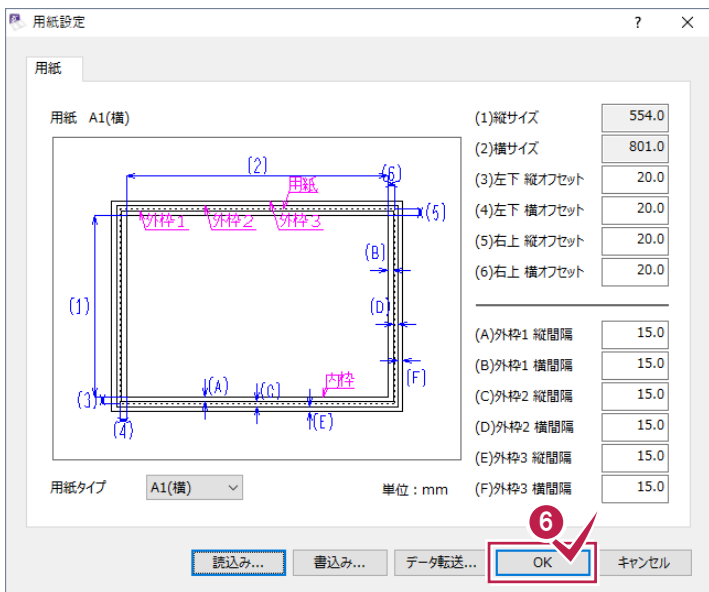 用紙設定
? ×
用紙
用紙 A1(横)
(2)
(6)
用紙
(5)
外枠1 外枠2 外枠3
(B)
(1)
(D)
(A) (C) 内枠 (F)
(3)
(4)
(E)
用紙タイプ A1(横) 単位：mm
(1)縦サイズ 554.0
(2)横サイズ 801.0
(3)左下 縦オフセット 20.0
(4)左下 横オフセット 20.0
(5)右上 縦オフセット 20.0
(6)右上 横オフセット 20.0
(A)外枠1 縦間隔 15.0
(B)外枠1 横間隔 15.0
(C)外枠2 縦間隔 15.0
(D)外枠2 横間隔 15.0
(E)外枠3 縦間隔 15.0
(F)外枠3 横間隔 15.0
6
読込み... 書込み... データ転送... OK キャンセル